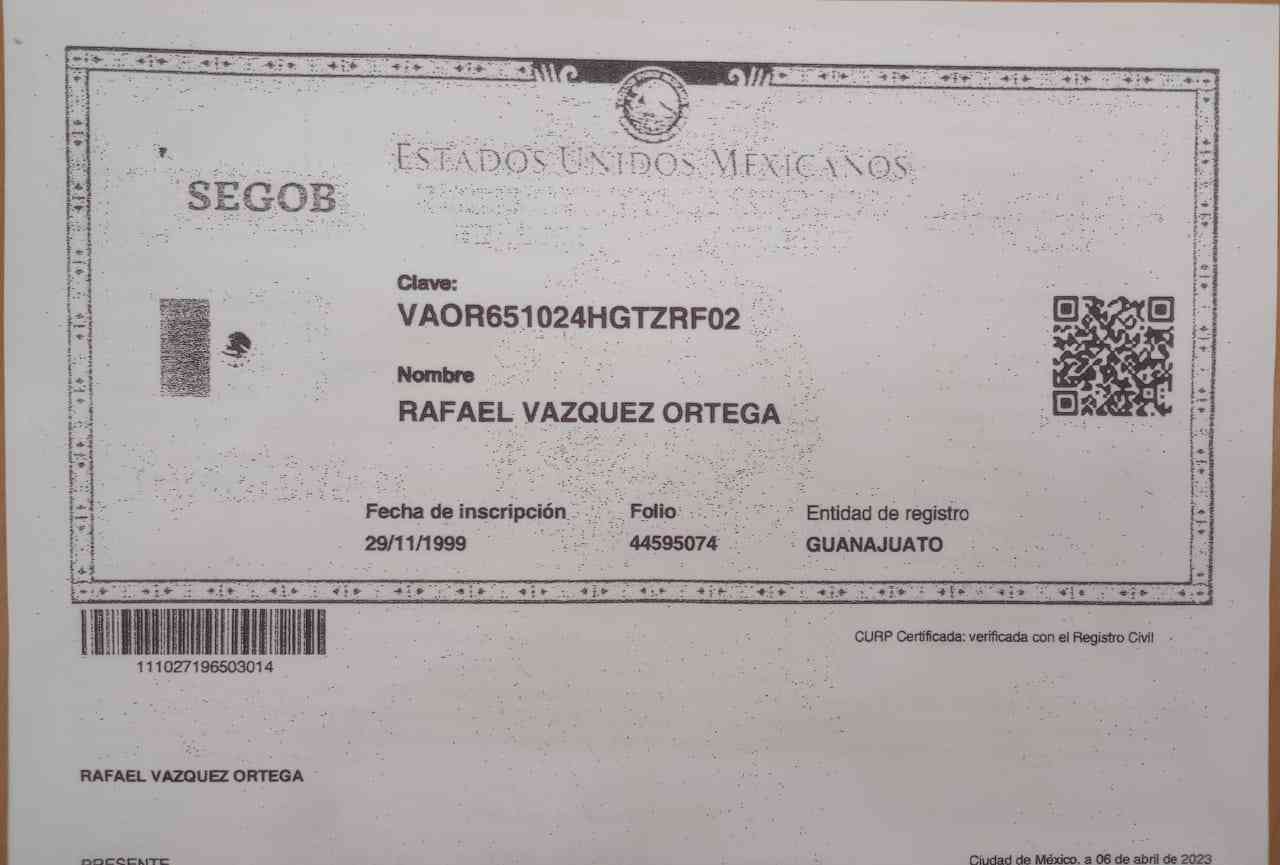 ESTADOS UNIDOS MEXICANOS
SEGOB
Clave:
VAOR651024HGTZRF02
Nombre
RAFAEL VAZQUEZ ORTEGA
Fecha de inscripción Folio Entidad de registro
29/11/1999 44595074 GUANAJUATO
CURP Certificada: verificada con el Registro Civil
111027196503014
RAFAEL VAZQUEZ ORTEGA
PRESENTE
Ciudad de México, a 06 de abril de 2023